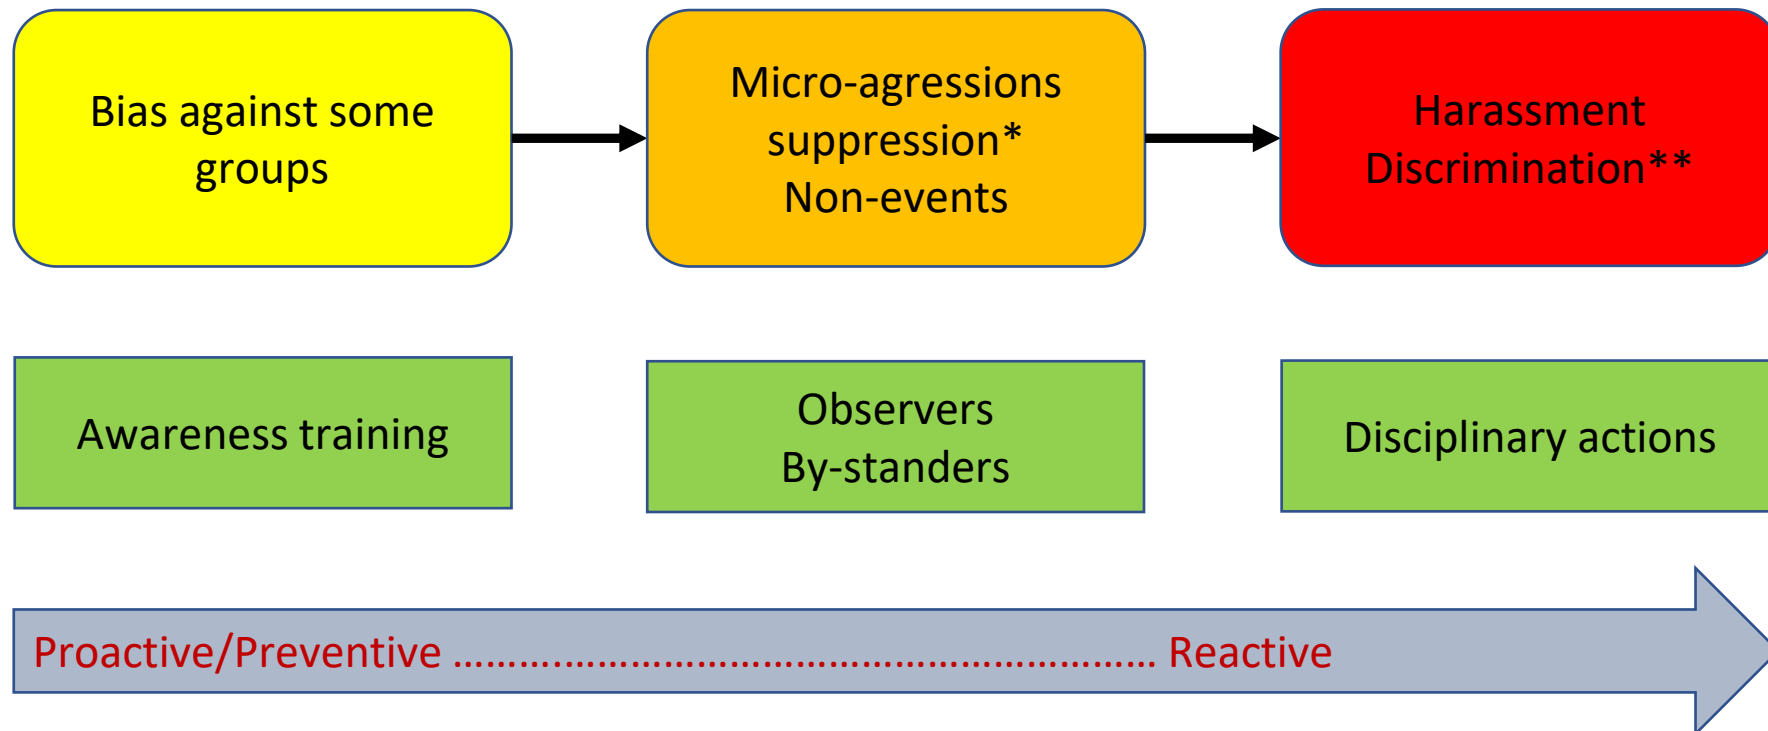 Bias against some
groups
Micro-agressions
suppression*
Non-events
Harassment
Discrimination**
Awareness training
Observers
By-standers
Disciplinary actions
Proactive/Preventive ……….………………………………………………… Reactive